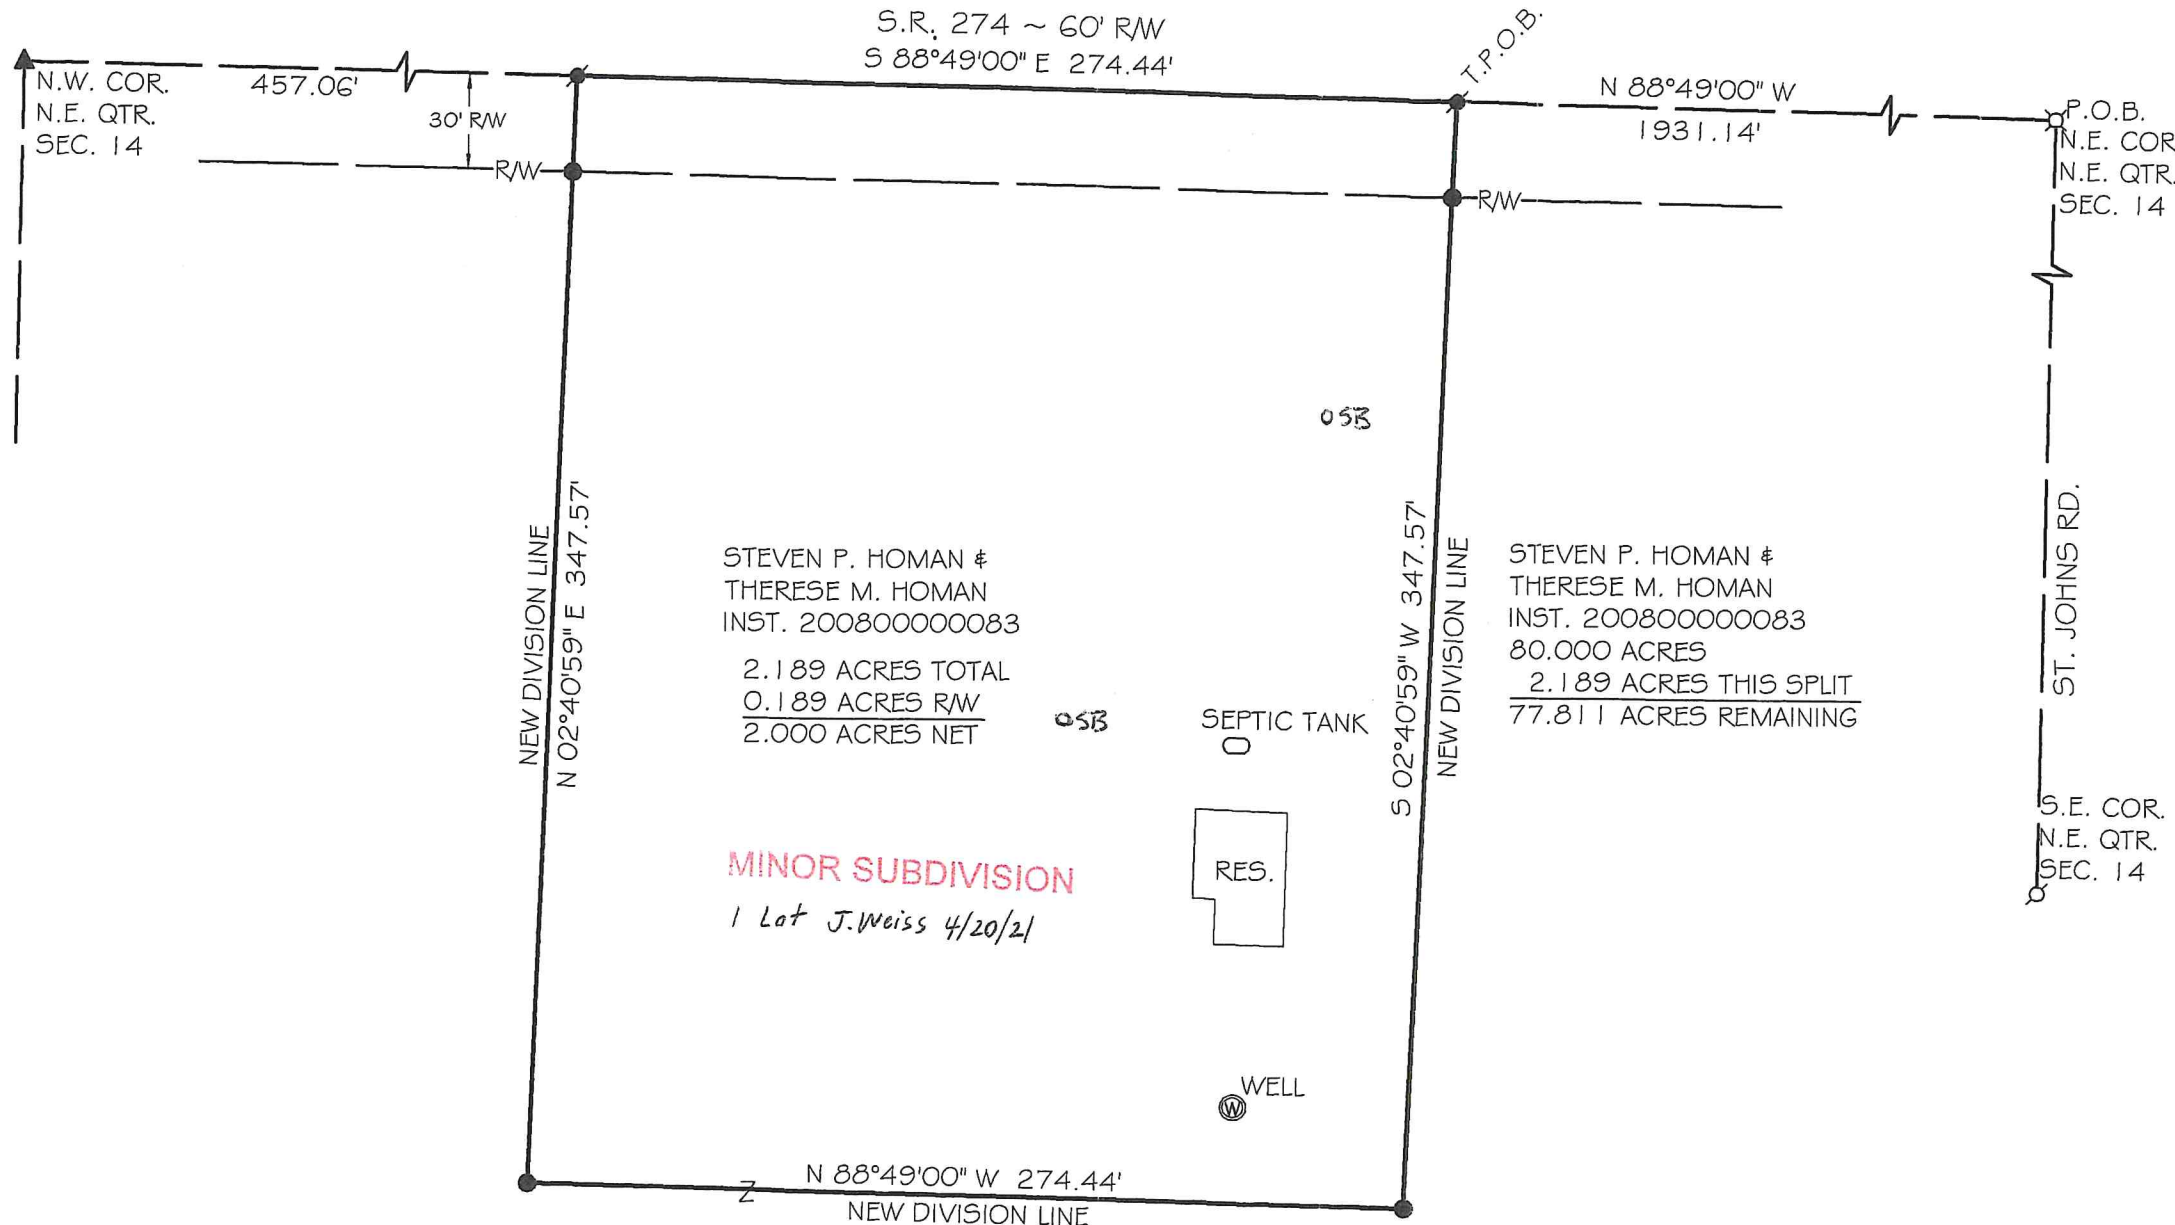 S.R. 274 ~ 60' R/W
S 88°49'00" E 274.44'
T.P.O.B.
N.W. COR.
N.E. QTR.
SEC. 14
457.06'
30' R/W
N 88°49'00" W
1931.14'
P.O.B.
N.E. COR
N.E. QTR.
SEC. 14
R/W
R/W
OSB
NEW DIVISION LINE
N 02°40'59" E 347.57'
STEVEN P. HOMAN &
THERESE M. HOMAN
INST. 200800000083
2.189 ACRES TOTAL
0.189 ACRES R/W
2.000 ACRES NET
OSB
SEPTIC TANK
S 02°40'59" W 347.57'
NEW DIVISION LINE
STEVEN P. HOMAN &
THERESE M. HOMAN
INST. 200800000083
80.000 ACRES
2.189 ACRES THIS SPLIT
77.811 ACRES REMAINING
ST. JOHNS RD.
S.E. COR.
N.E. QTR.
SEC. 14
MINOR SUBDIVISION
1 Lot J.Weiss 4/20/21
RES.
WELL
W
N 88°49'00" W 274.44'
Z
NEW DIVISION LINE